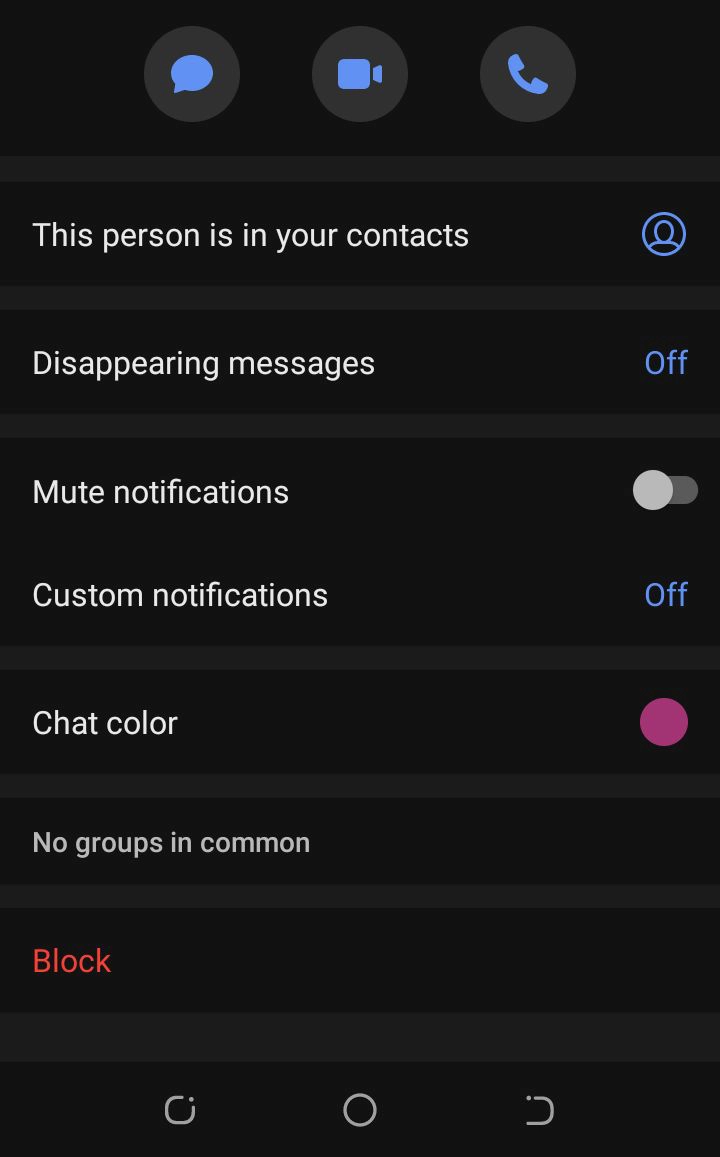 This person is in your contacts
Disappearing messages Off
Mute notifications
Custom notifications Off
Chat color
No groups in common
Block